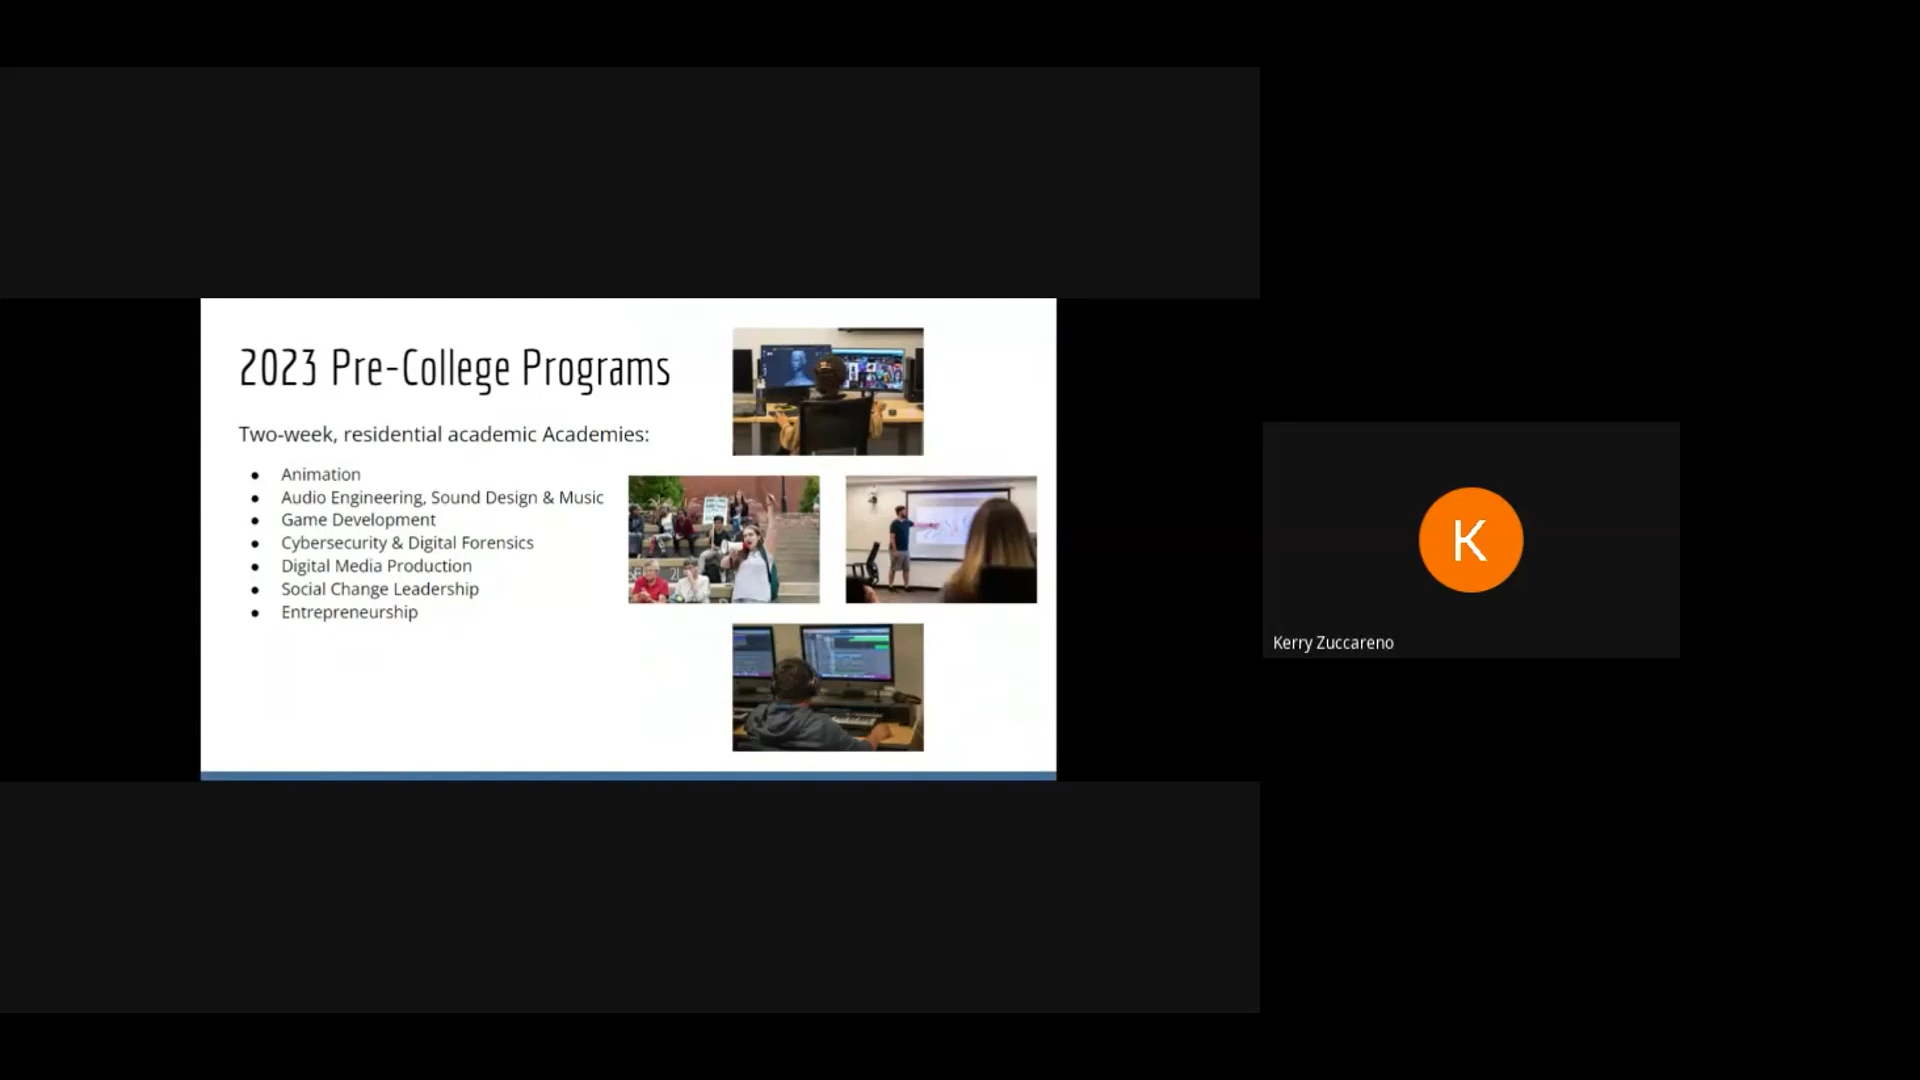 2023 Pre-College Programs
Two-week, residential academic Academies:
● Animation
● Audio Engineering, Sound Design & Music
● Game Development
● Cybersecurity & Digital Forensics
● Digital Media Production
● Social Change Leadership
● Entrepreneurship
K
Kerry Zuccareno